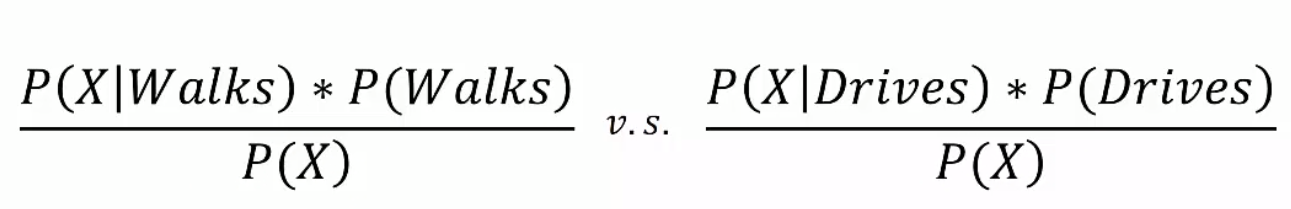 P(X|Walks) * P(Walks)
P(X)
v.s.
P(X|Drives) * P(Drives)
P(X)